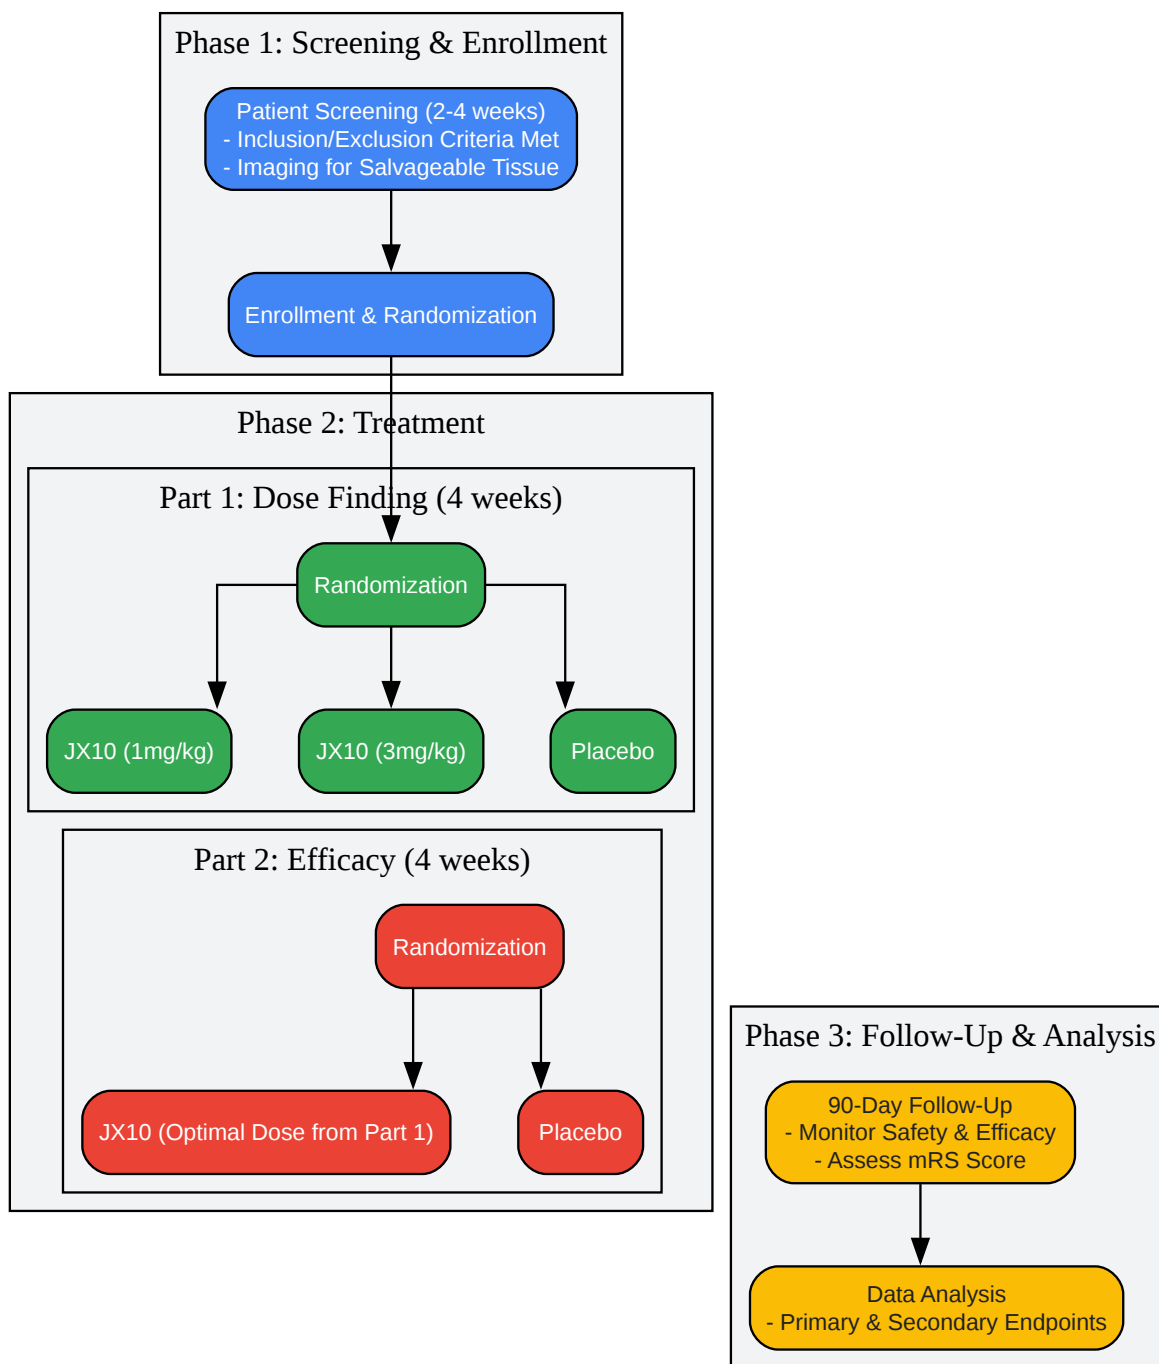 Phase 1: Screening & Enrollment
Patient Screening (2-4 weeks)
- Inclusion/Exclusion Criteria Met
- Imaging for Salvageable Tissue
Enrollment & Randomization
Phase 2: Treatment
Part 1: Dose Finding (4 weeks)
Randomization
JX10 (1mg/kg)
JX10 (3mg/kg)
Placebo
Part 2: Efficacy (4 weeks)
Randomization
JX10 (Optimal Dose from Part 1)
Placebo
Phase 3: Follow-Up & Analysis
90-Day Follow-Up
- Monitor Safety & Efficacy
- Assess mRS Score
Data Analysis
- Primary & Secondary Endpoints